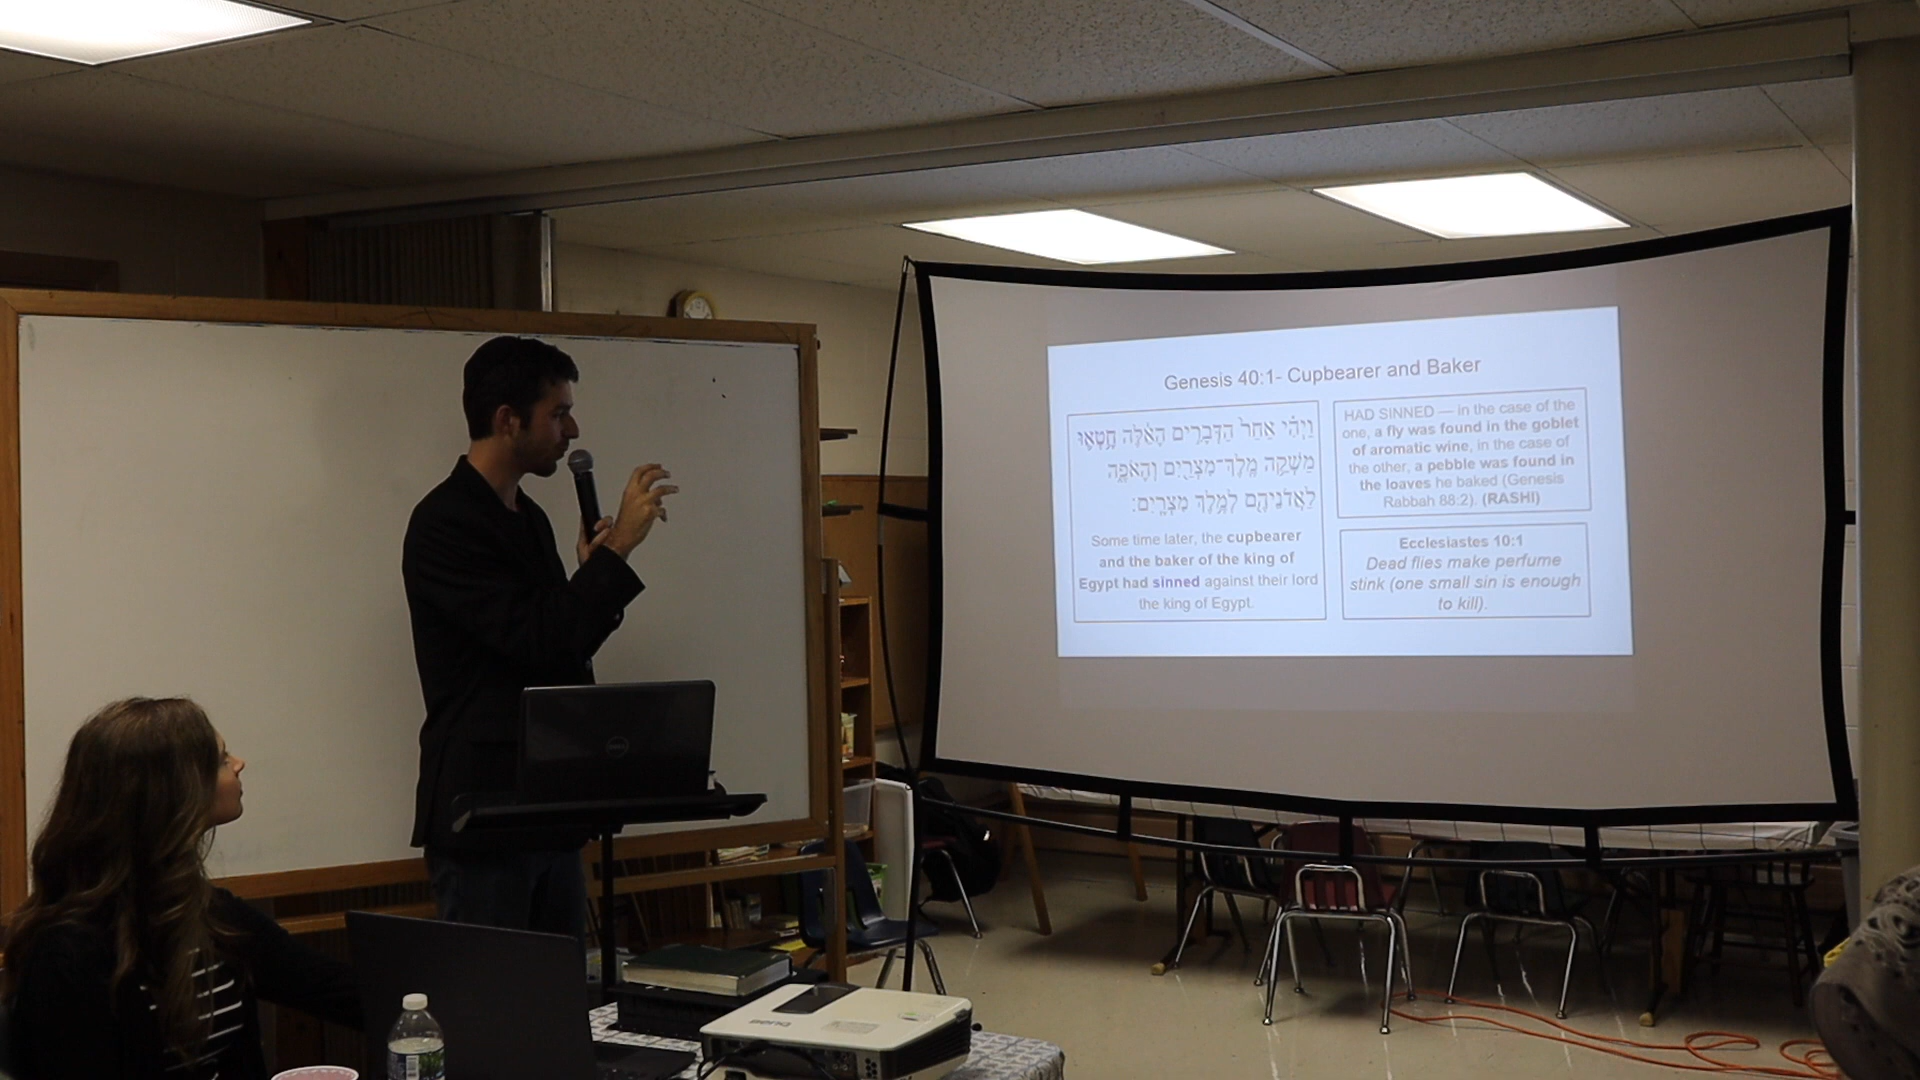 Genesis 40:1- Cupbearer and Baker
וַיְהִ֗י אַחַר֙ הַדְּבָרִ֣ים הָאֵ֔לֶּה חָֽטְא֛וּ
מַשְׁקֵ֥ה מֶֽלֶךְ־מִצְרַ֖יִם וְהָאֹפֶ֑ה
לַאֲדֹנֵיהֶ֖ם לְמֶ֥לֶךְ מִצְרָֽיִם׃
Some time later, the cupbearer
and the baker of the king of
Egypt had sinned against their lord
the king of Egypt.
HAD SINNED — in the case of the
one, a fly was found in the goblet
of aromatic wine, in the case of
the other, a pebble was found in
the loaves he baked (Genesis
Rabbah 88:2). (RASHI)
Ecclesiastes 10:1
Dead flies make perfume
stink (one small sin is enough
to kill).
DELL
BenQ